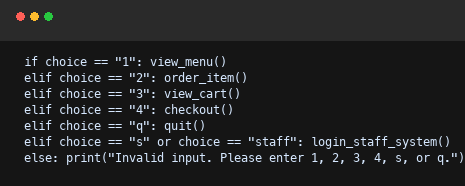 if choice == "1": view_menu()
elif choice == "2": order_item()
elif choice == "3": view_cart()
elif choice == "4": checkout()
elif choice == "q": quit()
elif choice == "s" or choice == "staff": login_staff_system()
else: print("Invalid input. Please enter 1, 2, 3, 4, s, or q.")